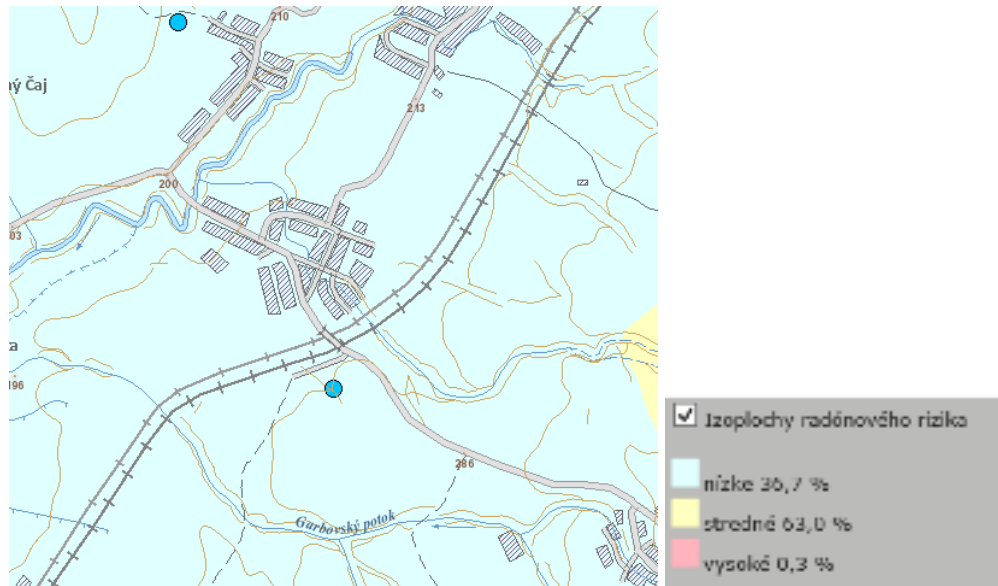 210
ný Čaj
213
200
03
ta
196
286
Garbovský potok
Izoplochy radónového rizika
nízke 36,7 %
stredné 63,0 %
vysoké 0,3 %